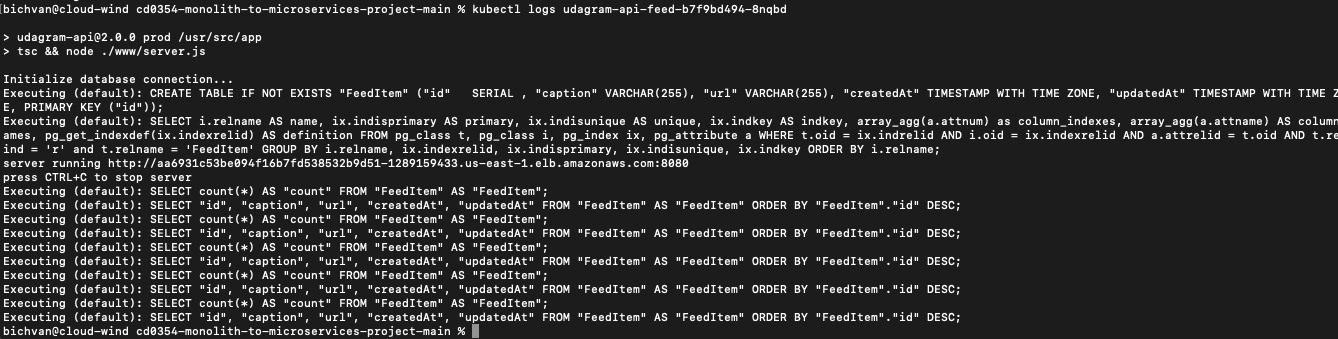 bichvan@cloud-wind cd0354-monolith-to-microservices-project-main % kubectl logs udagram-api-feed-b7f9bd494-8nqbd
> udagram-api@2.0.0 prod /usr/src/app
> tsc && node ./www/server.js
Initialize database connection...
Executing (default): CREATE TABLE IF NOT EXISTS "FeedItem" ("id"   SERIAL , "caption" VARCHAR(255), "url" VARCHAR(255), "createdAt" TIMESTAMP WITH TIME ZONE, "updatedAt" TIMESTAMP WITH TIME Z
E, PRIMARY KEY ("id"));
Executing (default): SELECT i.relname AS name, ix.indisprimary AS primary, ix.indisunique AS unique, ix.indkey AS indkey, array_agg(a.attnum) as column_indexes, array_agg(a.attname) AS column
ames, pg_get_indexdef(ix.indexrelid) AS definition FROM pg_class t, pg_class i, pg_index ix, pg_attribute a WHERE t.oid = ix.indrelid AND i.oid = ix.indexrelid AND a.attrelid = t.oid AND t.re
ind = 'r' and t.relname = 'FeedItem' GROUP BY i.relname, ix.indexrelid, ix.indisprimary, ix.indisunique, ix.indkey ORDER BY i.relname;
server running http://aa6931c53be094f16b7fd538532b9d51-1289159433.us-east-1.elb.amazonaws.com:8080
press CTRL+C to stop server
Executing (default): SELECT count(*) AS "count" FROM "FeedItem" AS "FeedItem";
Executing (default): SELECT "id", "caption", "url", "createdAt", "updatedAt" FROM "FeedItem" AS "FeedItem" ORDER BY "FeedItem"."id" DESC;
Executing (default): SELECT count(*) AS "count" FROM "FeedItem" AS "FeedItem";
Executing (default): SELECT "id", "caption", "url", "createdAt", "updatedAt" FROM "FeedItem" AS "FeedItem" ORDER BY "FeedItem"."id" DESC;
Executing (default): SELECT count(*) AS "count" FROM "FeedItem" AS "FeedItem";
Executing (default): SELECT "id", "caption", "url", "createdAt", "updatedAt" FROM "FeedItem" AS "FeedItem" ORDER BY "FeedItem"."id" DESC;
Executing (default): SELECT count(*) AS "count" FROM "FeedItem" AS "FeedItem";
Executing (default): SELECT "id", "caption", "url", "createdAt", "updatedAt" FROM "FeedItem" AS "FeedItem" ORDER BY "FeedItem"."id" DESC;
Executing (default): SELECT count(*) AS "count" FROM "FeedItem" AS "FeedItem";
Executing (default): SELECT "id", "caption", "url", "createdAt", "updatedAt" FROM "FeedItem" AS "FeedItem" ORDER BY "FeedItem"."id" DESC;
bichvan@cloud-wind cd0354-monolith-to-microservices-project-main %